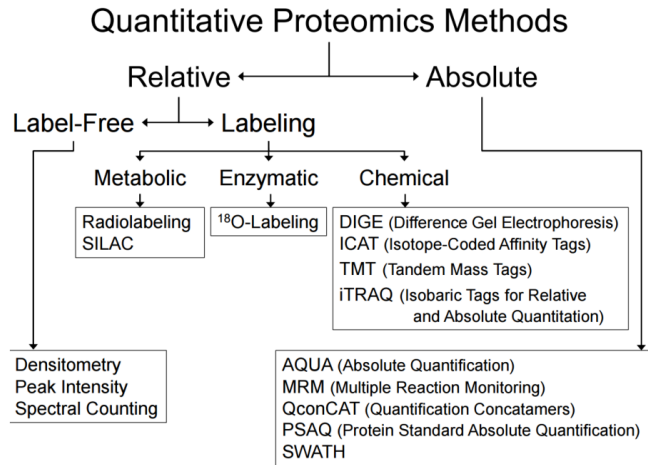 Quantitative Proteomics Methods
Relative Absolute
Label-Free Labeling
Metabolic Enzymatic Chemical
Radiolabeling
SILAC
¹⁸O-Labeling
DIGE (Difference Gel Electrophoresis)
ICAT (Isotope-Coded Affinity Tags)
TMT (Tandem Mass Tags)
iTRAQ (Isobaric Tags for Relative
and Absolute Quantitation)
Densitometry
Peak Intensity
Spectral Counting
AQUA (Absolute Quantification)
MRM (Multiple Reaction Monitoring)
QconCAT (Quantification Concatamers)
PSAQ (Protein Standard Absolute Quantification)
SWATH